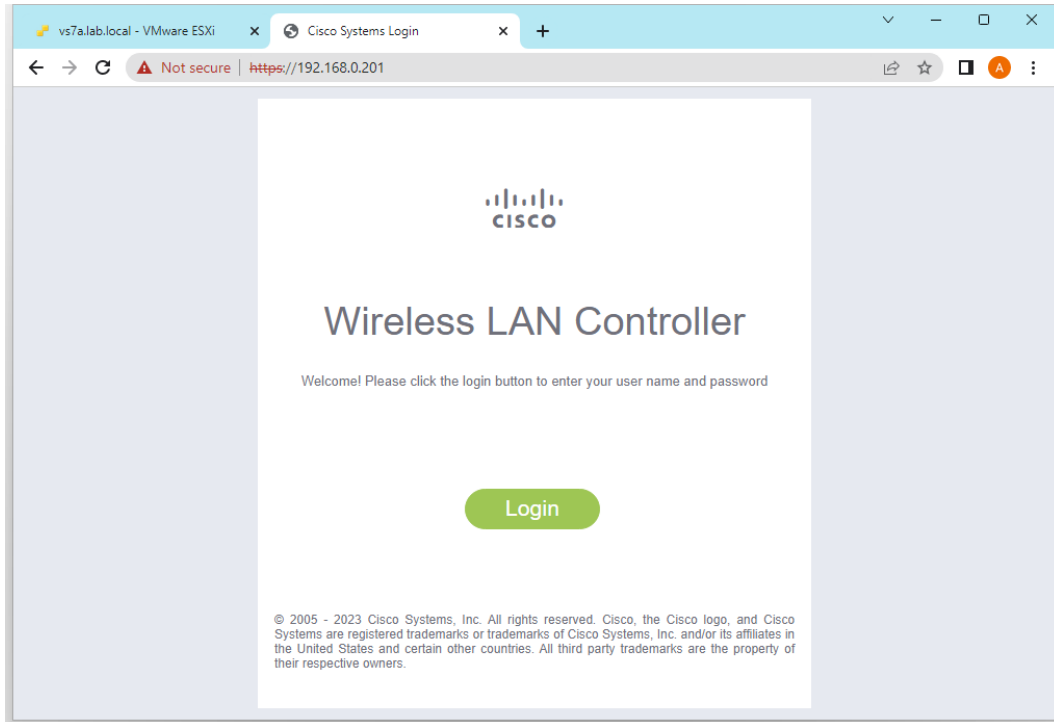 vs7a.lab.local - VMware ESXi
Cisco Systems Login
Not secure
https://192.168.0.201
A
CISCO
Wireless LAN Controller
Welcome! Please click the login button to enter your user name and password
Login
© 2005 - 2023 Cisco Systems, Inc. All rights reserved. Cisco, the Cisco logo, and Cisco
Systems are registered trademarks or trademarks of Cisco Systems, Inc. and/or its affiliates in
the United States and certain other countries. All third party trademarks are the property of
their respective owners.